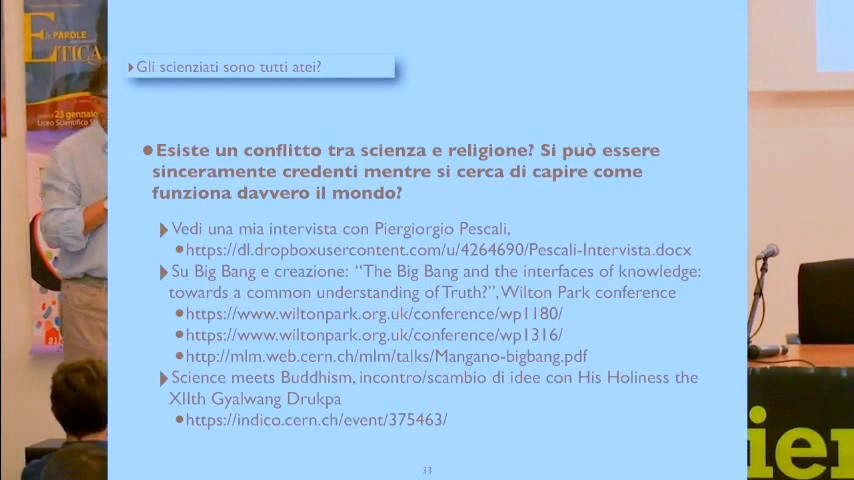 E
le PAROLE
ETICA
23 gennaio
Liceo Scientifico
Gli scienziati sono tutti atei?
Esiste un conflitto tra scienza e religione? Si può essere
sinceramente credenti mentre si cerca di capire come
funziona davvero il mondo?
Vedi una mia intervista con Piergiorgio Pescali,
https://dl.dropboxusercontent.com/u/4264690/Pescali-Intervista.docx
Su Big Bang e creazione: “The Big Bang and the interfaces of knowledge:
towards a common understanding of Truth?”, Wilton Park conference
https://www.wiltonpark.org.uk/conference/wp1180/
https://www.wiltonpark.org.uk/conference/wp1316/
http://mlm.web.cern.ch/mlm/talks/Mangano-bigbang.pdf
Science meets Buddhism, incontro/scambio di idee con His Holiness the
XIIth Gyalwang Drukpa
https://indico.cern.ch/event/375463/
33
ien